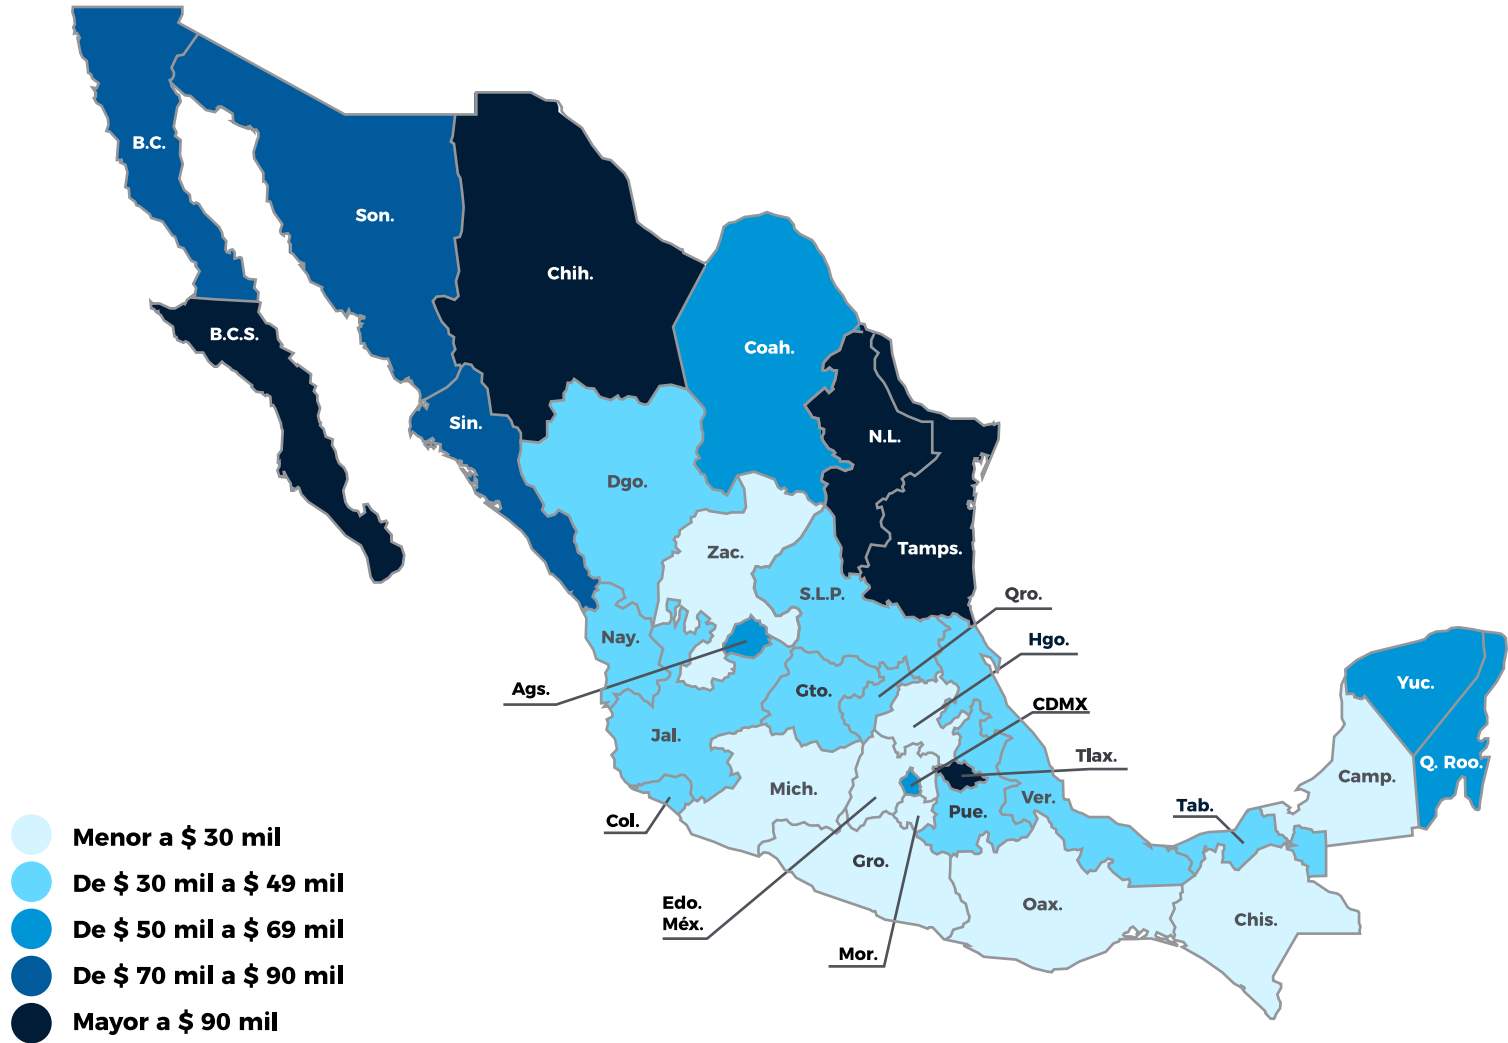 B.C.
Son.
Chih.
B.C.S.
Coah.
Sin.
N.L.
Dgo.
Zac.
Tamps.
S.L.P.
Qro.
Nay.
Hgo.
Ags.
Gto.
Yuc.
CDMX
Jal.
Tlax.
Q. Roo.
Camp.
Mich.
Ver.
Tab.
Pue.
Col.
Gro.
Edo.
Méx.
Oax.
Chis.
Mor.
Menor a $ 30 mil
De $ 30 mil a $ 49 mil
De $ 50 mil a $ 69 mil
De $ 70 mil a $ 90 mil
Mayor a $ 90 mil